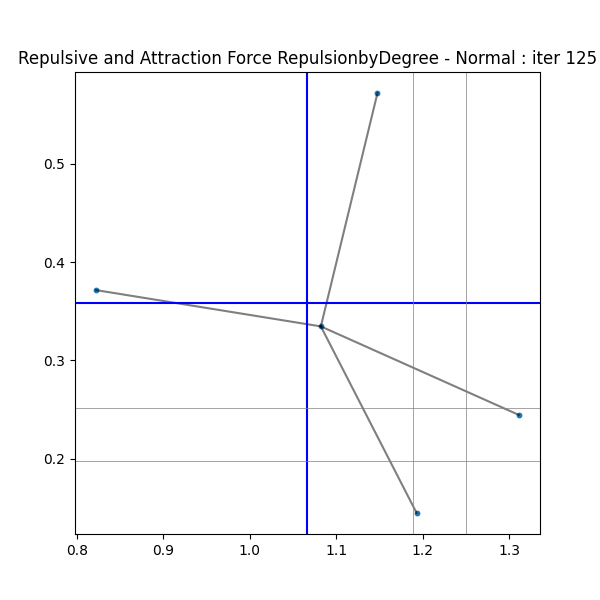 Repulsive and Attraction Force RepulsionbyDegree - Normal : iter 125
0.5
0.4
0.3
0.2
0.8 0.9 1.0 1.1 1.2 1.3